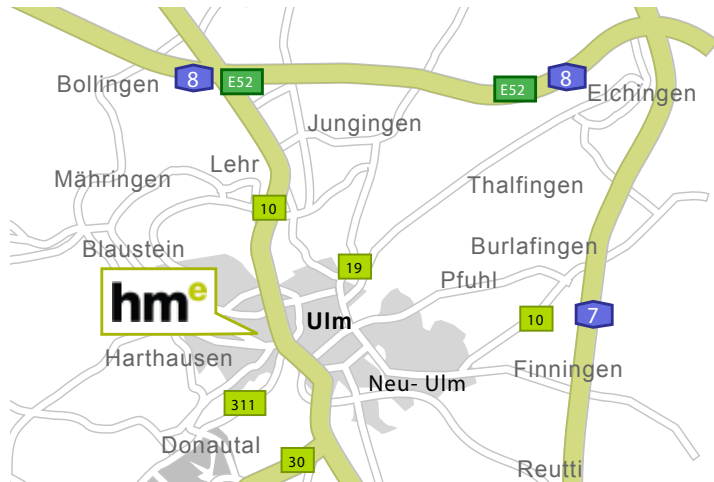 8
E52
8
E52
Bollingen
Elchingen
Jungingen
Lehr
Mähringen
Thalfingen
10
Blaustein
Burlafingen
19
Pfuhl
hme
10
7
Ulm
Harthausen
Finningen
Neu- Ulm
311
Donautal
30
Reutti